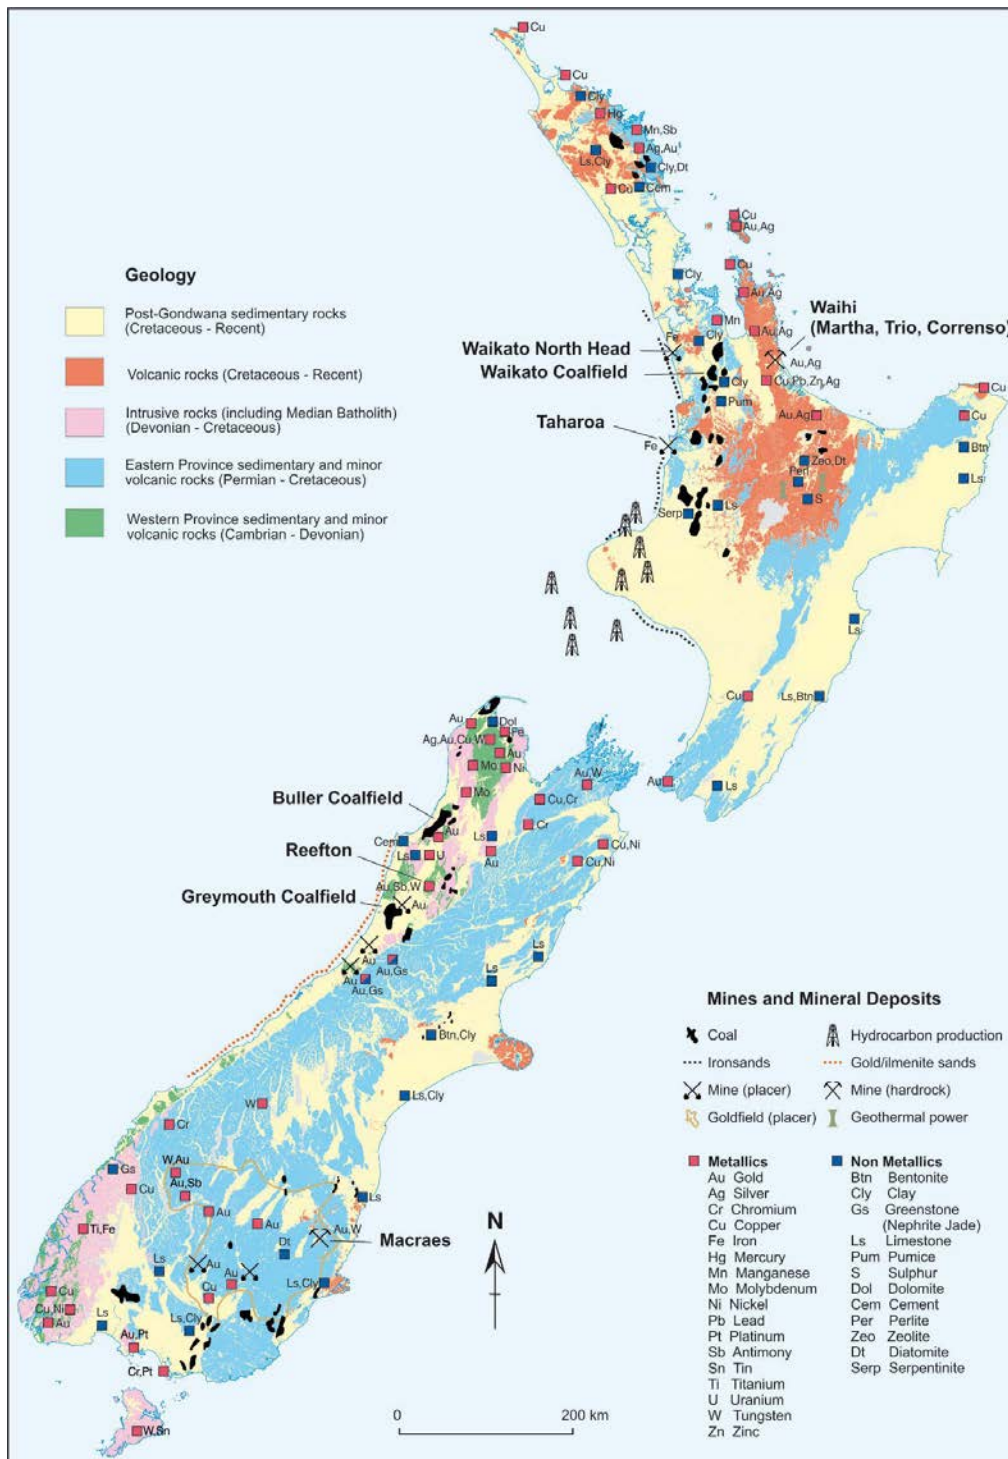 Cu
Cu
Cly
Hg
Mn,Sb
Ag,Au
Ls,Cly
Cly,Dt
Cu
Cem
Cu
Au,Ag
Cu
Cly
Au,Ag
Mn
Waihi
(Martha, Trio, Correnso)
Fe
Cly
Au,Ag
Waikato North Head
Au,Ag
Waikato Coalfield
Cly
Cu,Pb,Zn,Ag
Cu
Pum
Au,Ag
Cu
Taharoa
Fe
Btn
Zeo,Dt
Peri
Ls
S
Serp
Ls
Ls
Cu
Ls,Btn
Geology
Post-Gondwana sedimentary rocks
(Cretaceous - Recent)
Volcanic rocks (Cretaceous - Recent)
Intrusive rocks (including Median Batholith)
(Devonian - Cretaceous)
Eastern Province sedimentary and minor
volcanic rocks (Permian - Cretaceous)
Western Province sedimentary and minor
volcanic rocks (Cambrian - Devonian)
Au
Dol
Fe
Ag,Au,Cu,W
Au
Mo
Ni
Au,W
Au
Ls
Mo
Cu,Cr
Buller Coalfield
Cr
Au
Cem
Ls
Cu,Ni
Reefton
Ls
U
Au
Cu,Ni
Au,Sb,W
Greymouth Coalfield
Au
Au
Ls
Au,Gs
Au
Au,Gs
Ls
Btn,Cly
Ls,Cly
W
Cr
W,Au
Gs
Au,Sb
Cu
Ls
Au
Au
Au,W
Ti,Fe
Macraes
Dt
Ls
Au
Au
Ls,Cly
Cu
Cu
Cu,Ni
Au
Ls
Ls,Cly
Au,Pt
Cr,Pt
W,Sn
N
0
200 km
Mines and Mineral Deposits
Coal
Hydrocarbon production
Ironsands
Gold/ilmenite sands
Mine (placer)
Mine (hardrock)
Goldfield (placer)
Geothermal power
Metallics
Au Gold
Ag Silver
Cr Chromium
Cu Copper
Fe Iron
Hg Mercury
Mn Manganese
Mo Molybdenum
Ni Nickel
Pb Lead
Pt Platinum
Sb Antimony
Sn Tin
Ti Titanium
U Uranium
W Tungsten
Zn Zinc
Non Metallics
Btn Bentonite
Cly Clay
Gs Greenstone
(Nephrite Jade)
Ls Limestone
Pum Pumice
S Sulphur
Dol Dolomite
Cem Cement
Per Perlite
Zeo Zeolite
Dt Diatomite
Serp Serpentinite